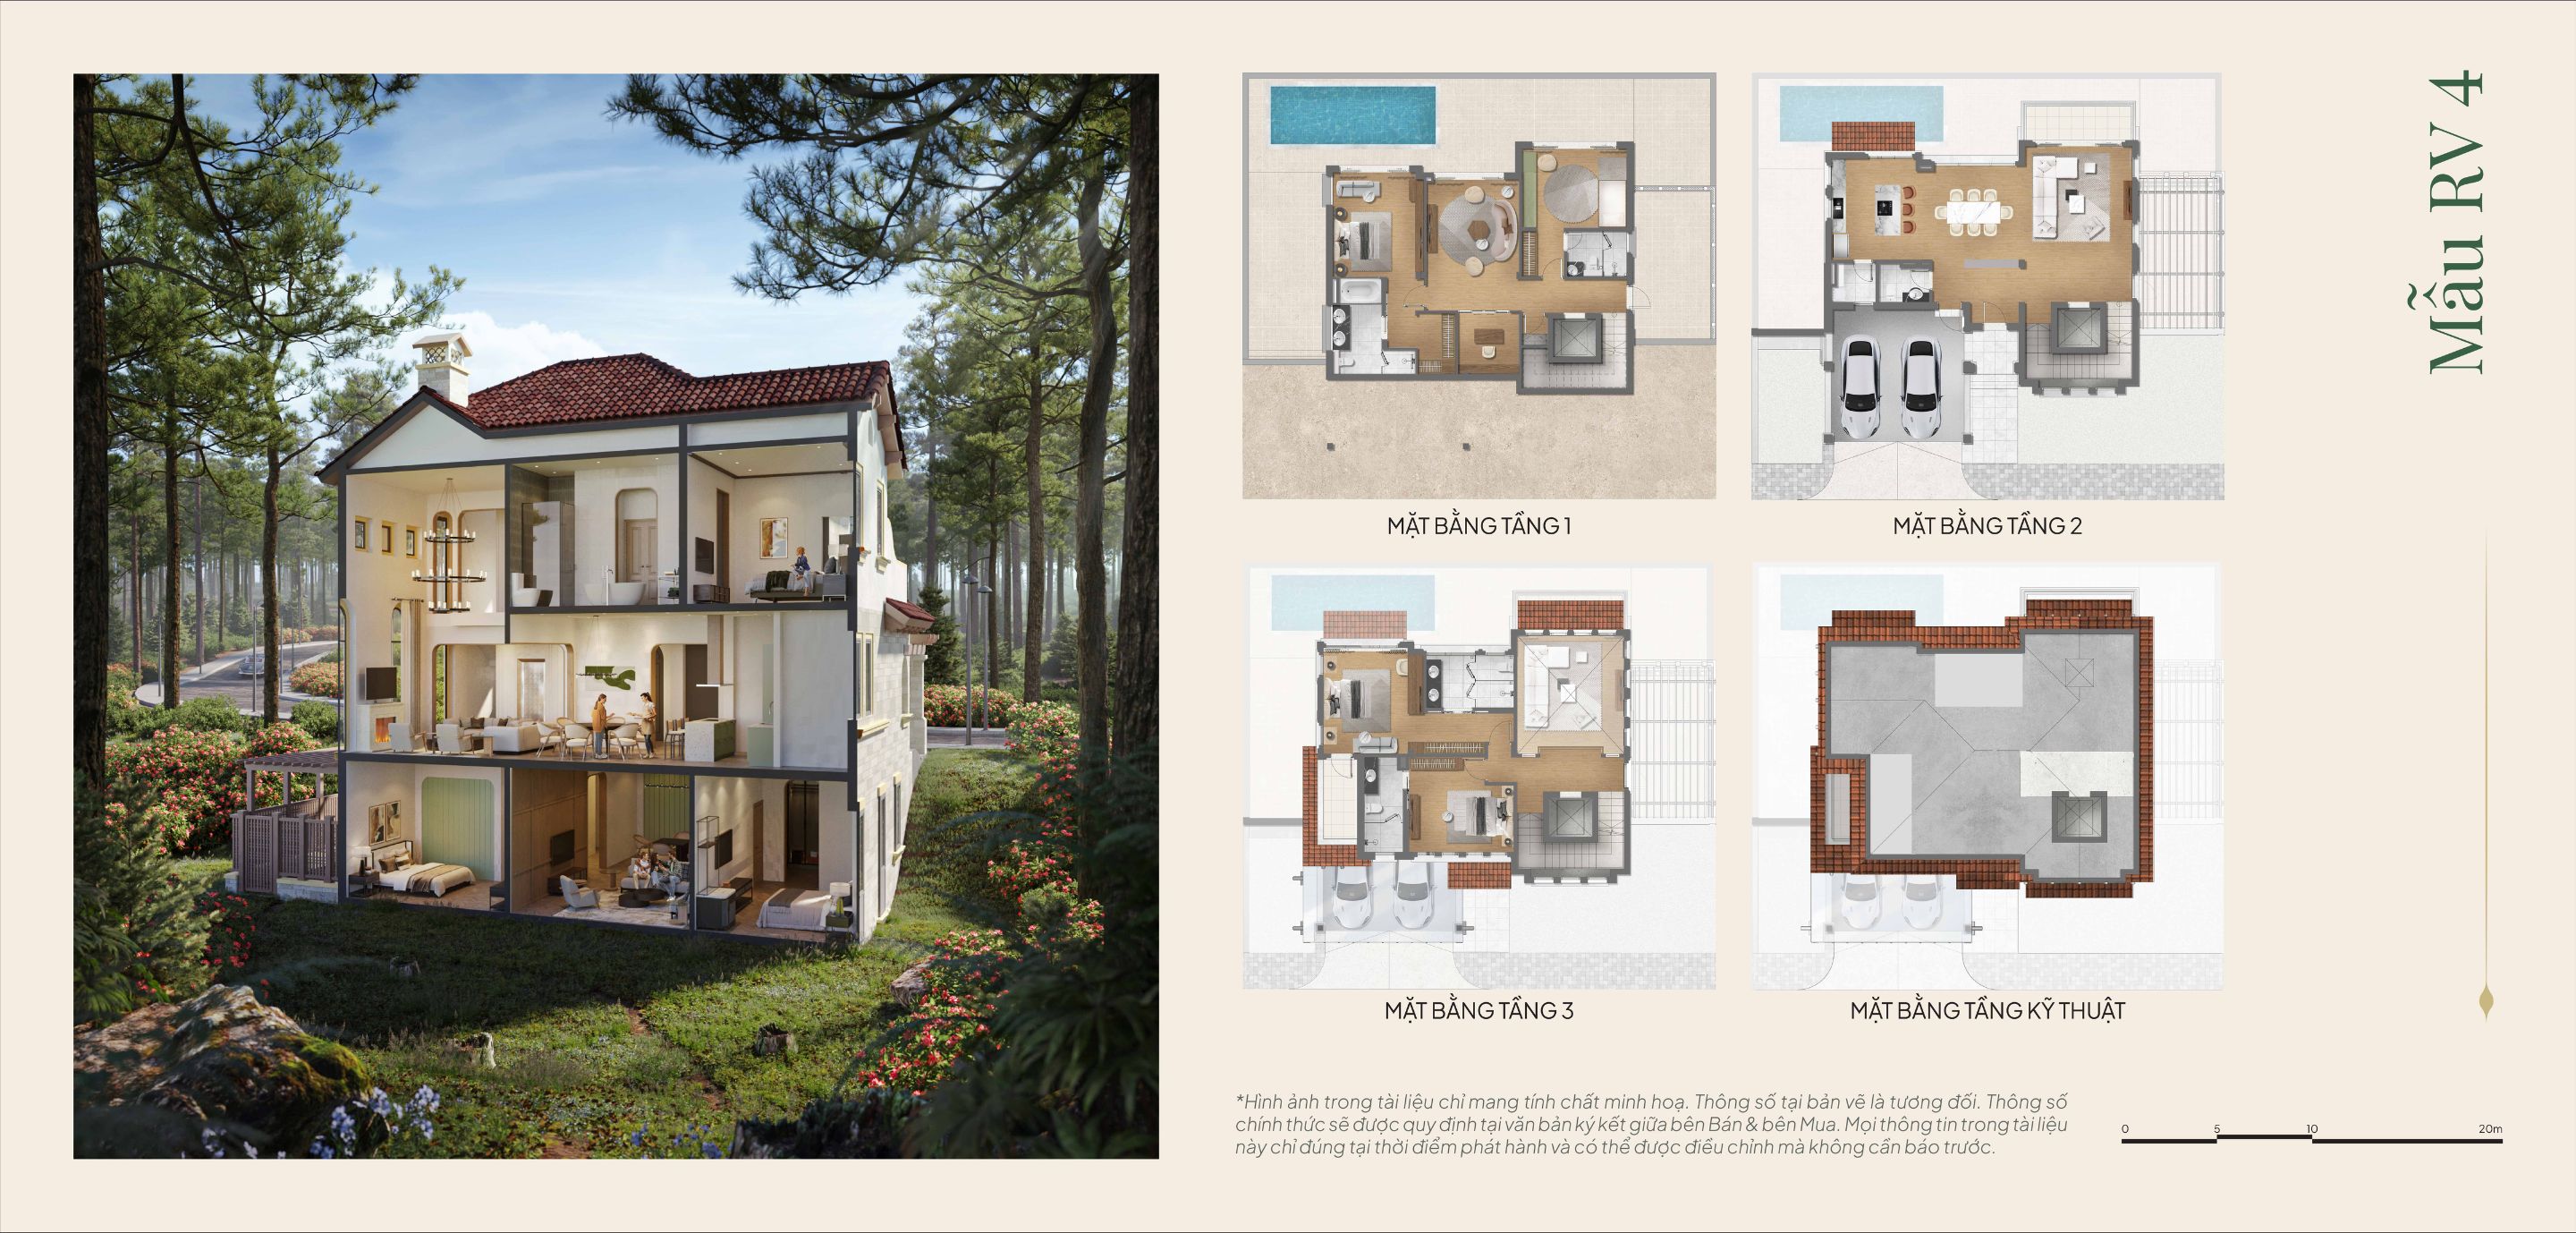 Mẫu RV 4
MẶT BẰNG TẦNG 1
MẶT BẰNG TẦNG 2
MẶT BẰNG TẦNG 3
MẶT BẰNG TẦNG KỸ THUẬT
*Hình ảnh trong tài liệu chỉ mang tính chất minh hoạ. Thông số tại bản vẽ là tương đối. Thông số
chính thức sẽ được quy định tại văn bản ký kết giữa bên Bán & bên Mua. Mọi thông tin trong tài liệu
này chỉ đúng tại thời điểm phát hành và có thể được điều chỉnh mà không cần báo trước.
0 5 10 20m